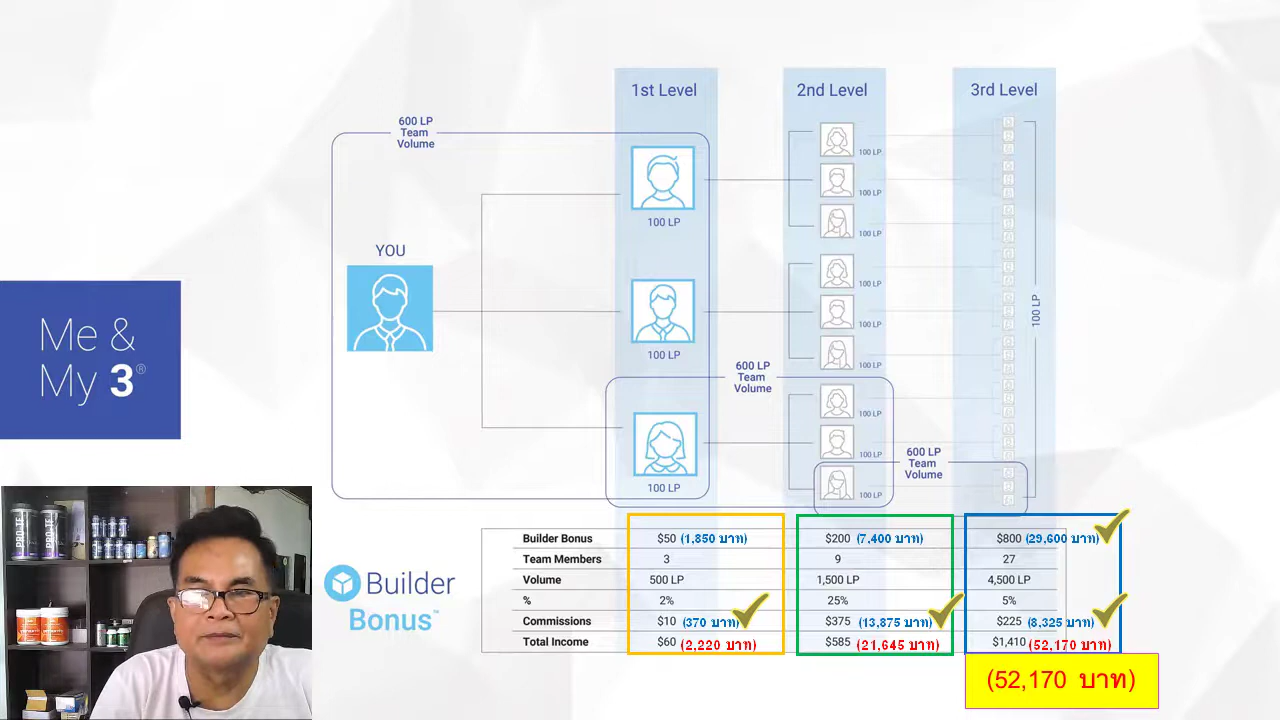 1st Level
2nd Level
3rd Level
600 LP
Team
Volume
100 LP
100 LP
100 LP
YOU
100 LP
100 LP
100 LP
100 LP
100 LP
100 LP
100 LP
100 LP
100 LP
100 LP
600 LP
Team
Volume
600 LP
Team
Volume
Me &
My 3®
Builder
Bonus™
Builder Bonus $50 (1,850 บาท) $200 (7,400 บาท) $800 (29,600 บาท)
Team Members 3 9 27
Volume 500 LP 1,500 LP 4,500 LP
% 2% 25% 5%
Commissions $10 (370 บาท) $375 (13,875 บาท) $225 (8,325 บาท)
Total Income $60 (2,220 บาท) $585 (21,645 บาท) $1,410 (52,170 บาท)
(52,170 บาท)